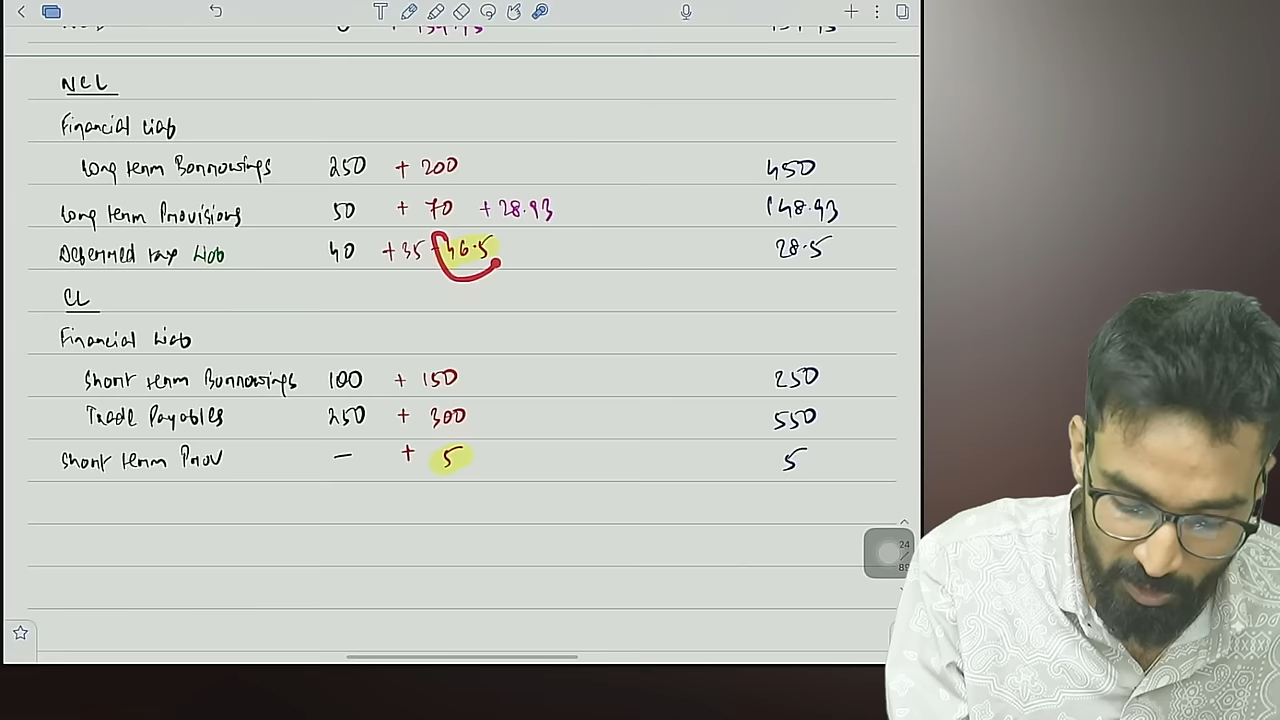 NCL
Financial Liab
Long term Borrowings 250 + 200 450
Long term Provisions 50 + 70 + 28.93 148.93
Deferred tax Liab 40 + 35 - 46.5 28.5
CL
Financial Liab
Short term Borrowings 100 + 150 250
Trade Payables 250 + 300 550
Short term Prov — + 5 5
24
/